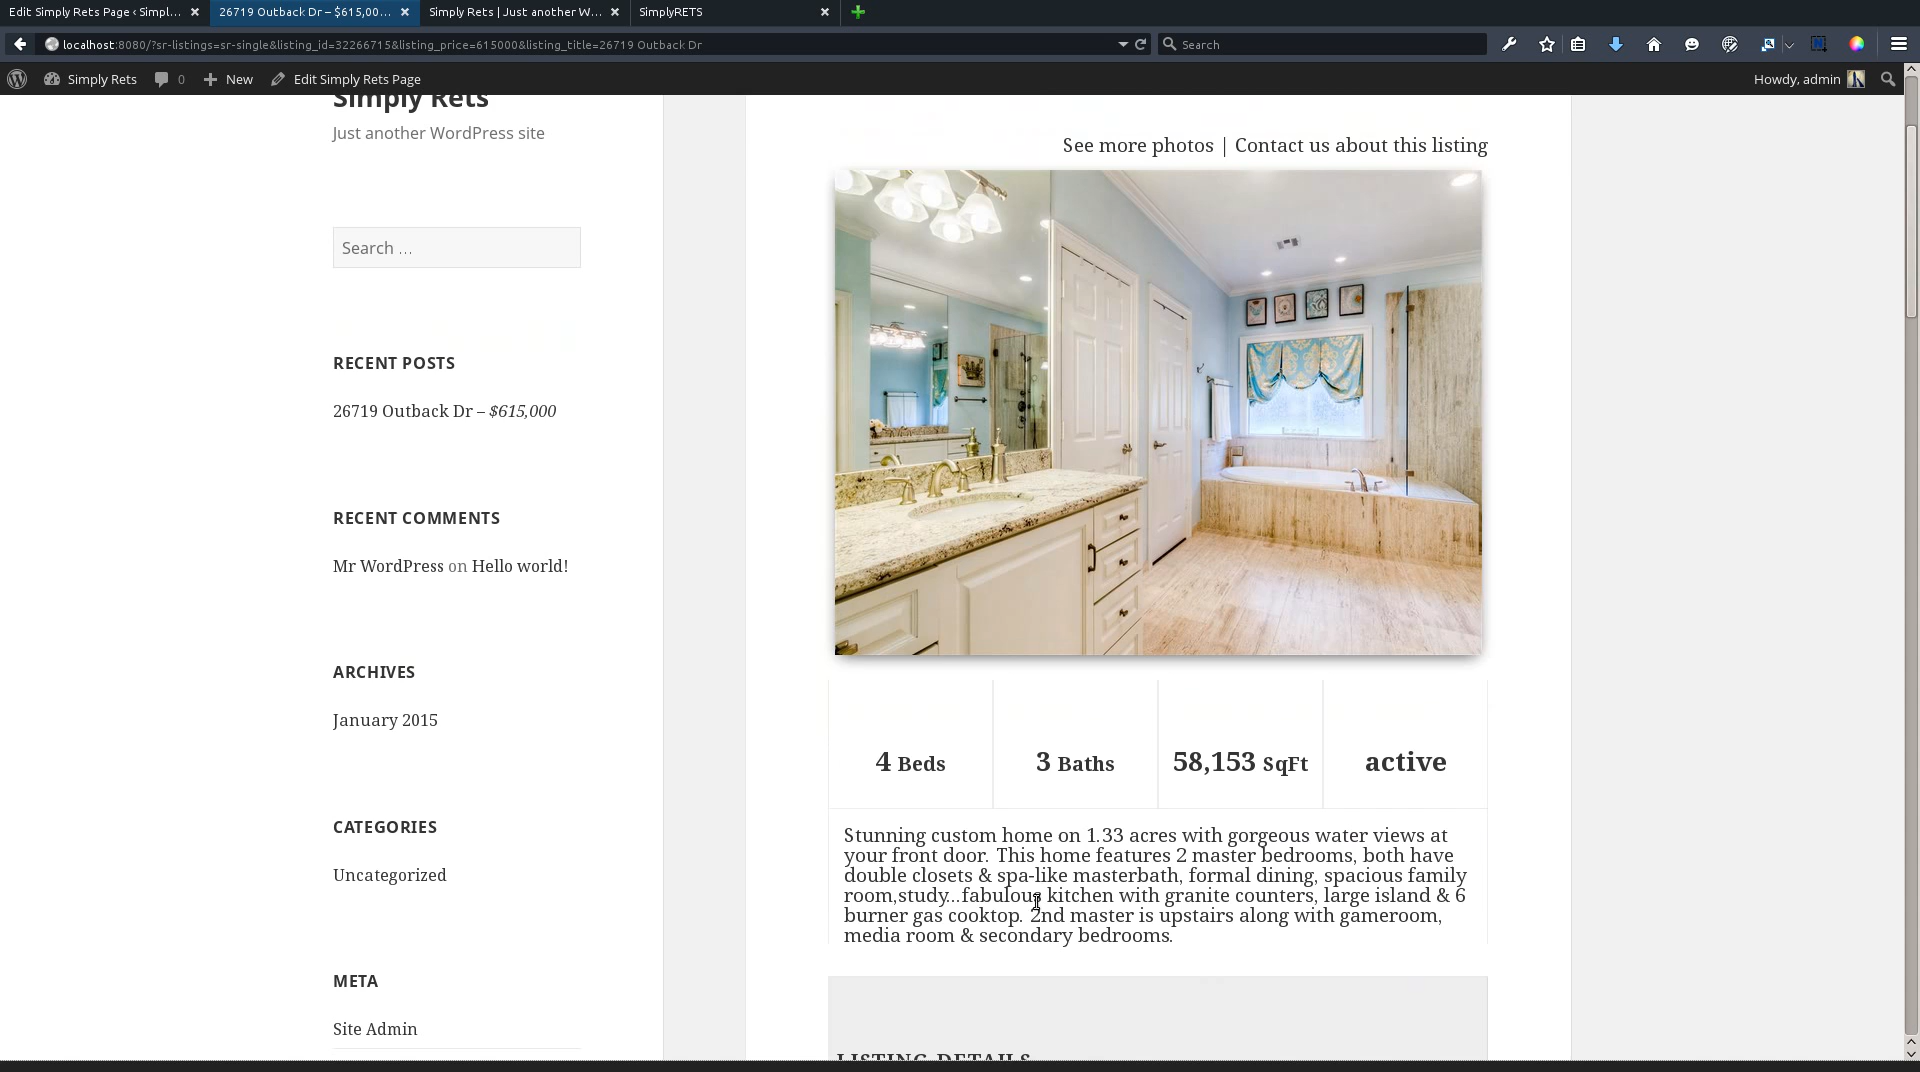 Edit Simply Rets Page ‹ Simpl...
26719 Outback Dr – $615,00...
Simply Rets | Just another W...
SimplyRETS
localhost:8080/?sr-listings=sr-single&listing_id=32266715&listing_price=615000&listing_title=26719 Outback Dr
Search
Simply Rets
0
New
Edit Simply Rets Page
Howdy, admin
Simply Rets
Just another WordPress site
Search ...
RECENT POSTS
26719 Outback Dr – $615,000
RECENT COMMENTS
Mr WordPress on Hello world!
ARCHIVES
January 2015
CATEGORIES
Uncategorized
META
Site Admin
See more photos | Contact us about this listing
4 Beds
3 Baths
58,153 SqFt
active
Stunning custom home on 1.33 acres with gorgeous water views at
your front door. This home features 2 master bedrooms, both have
double closets & spa-like masterbath, formal dining, spacious family
room,study...fabulous kitchen with granite counters, large island & 6
burner gas cooktop. 2nd master is upstairs along with gameroom,
media room & secondary bedrooms.
LISTING DETAILS